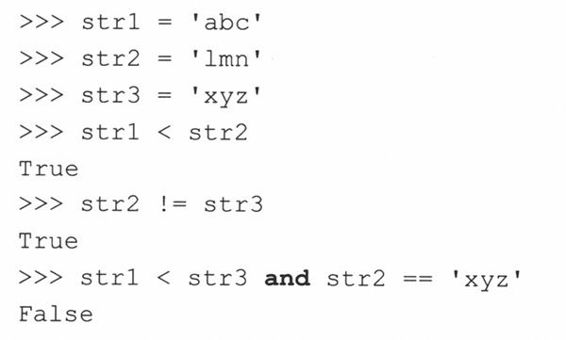 >>> str1 = 'abc'
>>> str2 = 'lmn'
>>> str3 = 'xyz'
>>> str1 < str2
True
>>> str2 != str3
True
>>> str1 < str3 and str2 == 'xyz'
False